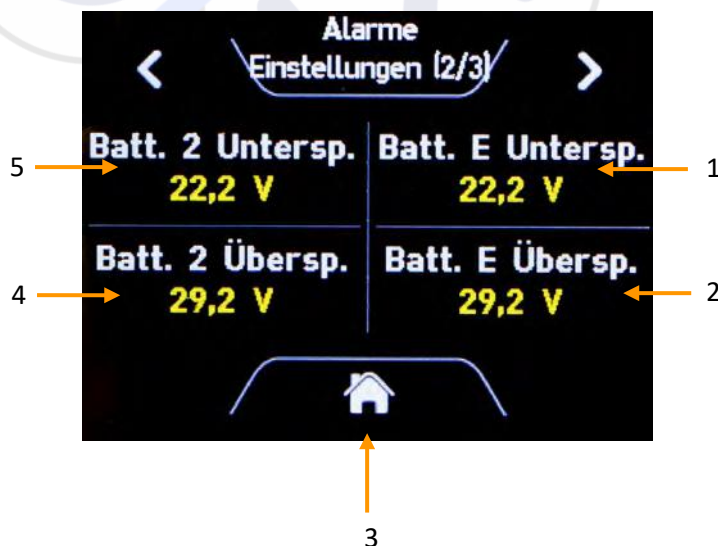 Alarme
Einstellungen (2/3)
Batt. 2 Untersp.
22,2 V
Batt. E Untersp.
22,2 V
Batt. 2 Übersp.
29,2 V
Batt. E Übersp.
29,2 V
5
1
4
2
3